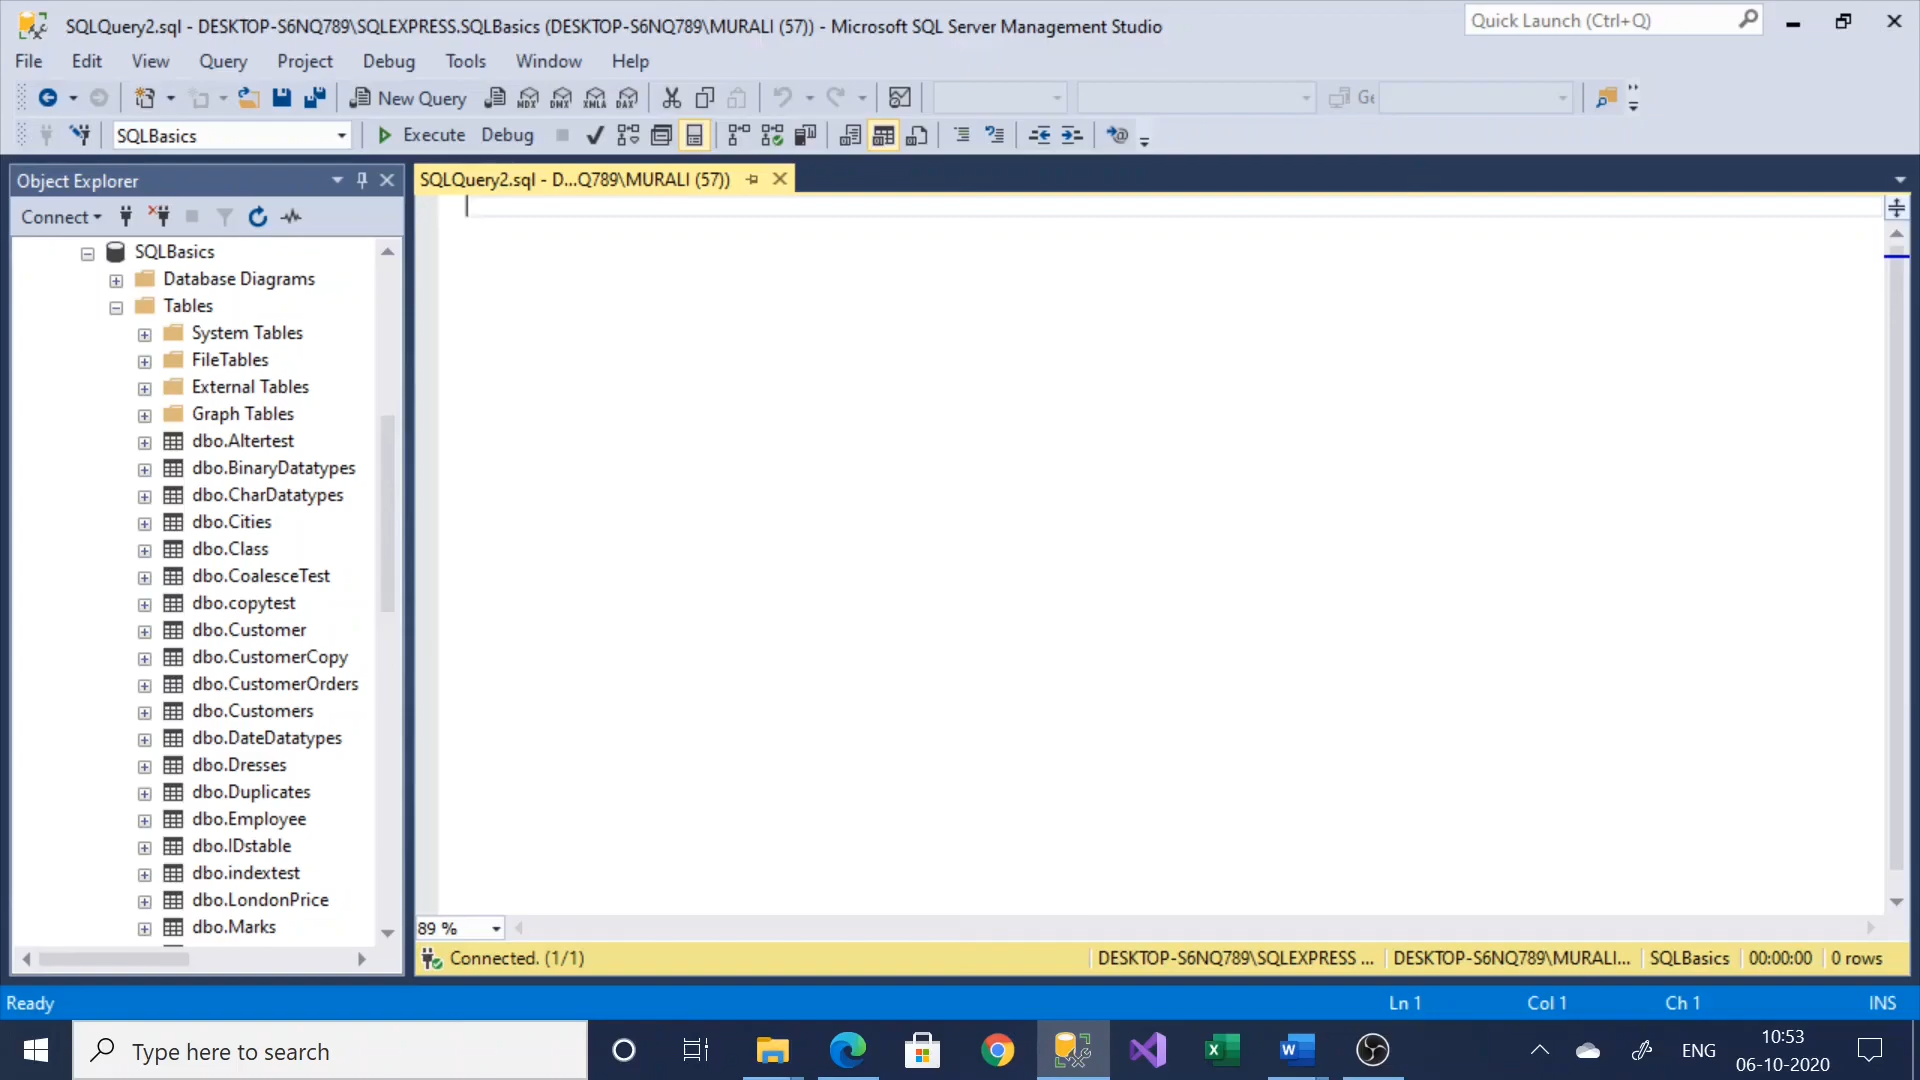 SQLQuery2.sql - DESKTOP-S6NQ789\SQLEXPRESS.SQLBasics (DESKTOP-S6NQ789\MURALI (57)) - Microsoft SQL Server Management Studio
Quick Launch (Ctrl+Q)
File Edit View Query Project Debug Tools Window Help
New Query MDX DMX XMLA DAX
SQLBasics Execute Debug
Object Explorer
SQLQuery2.sql - D...Q789\MURALI (57))
Connect
SQLBasics
Database Diagrams
Tables
System Tables
FileTables
External Tables
Graph Tables
dbo.Altertest
dbo.BinaryDatatypes
dbo.CharDatatypes
dbo.Cities
dbo.Class
dbo.CoalesceTest
dbo.copytest
dbo.Customer
dbo.CustomerCopy
dbo.CustomerOrders
dbo.Customers
dbo.DateDatatypes
dbo.Dresses
dbo.Duplicates
dbo.Employee
dbo.IDstable
dbo.indextest
dbo.LondonPrice
dbo.Marks
89 %
Connected. (1/1)
DESKTOP-S6NQ789\SQLEXPRESS ... DESKTOP-S6NQ789\MURALI... SQLBasics 00:00:00 0 rows
Ready Ln 1 Col 1 Ch 1 INS
Type here to search
ENG
10:53
06-10-2020